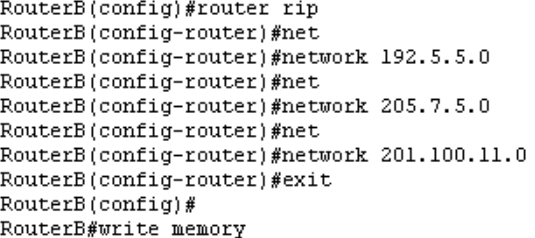 RouterB(config)#router rip
RouterB(config-router)#net
RouterB(config-router)#network 192.5.5.0
RouterB(config-router)#net
RouterB(config-router)#network 205.7.5.0
RouterB(config-router)#net
RouterB(config-router)#network 201.100.11.0
RouterB(config-router)#exit
RouterB(config)#
RouterB#write memory